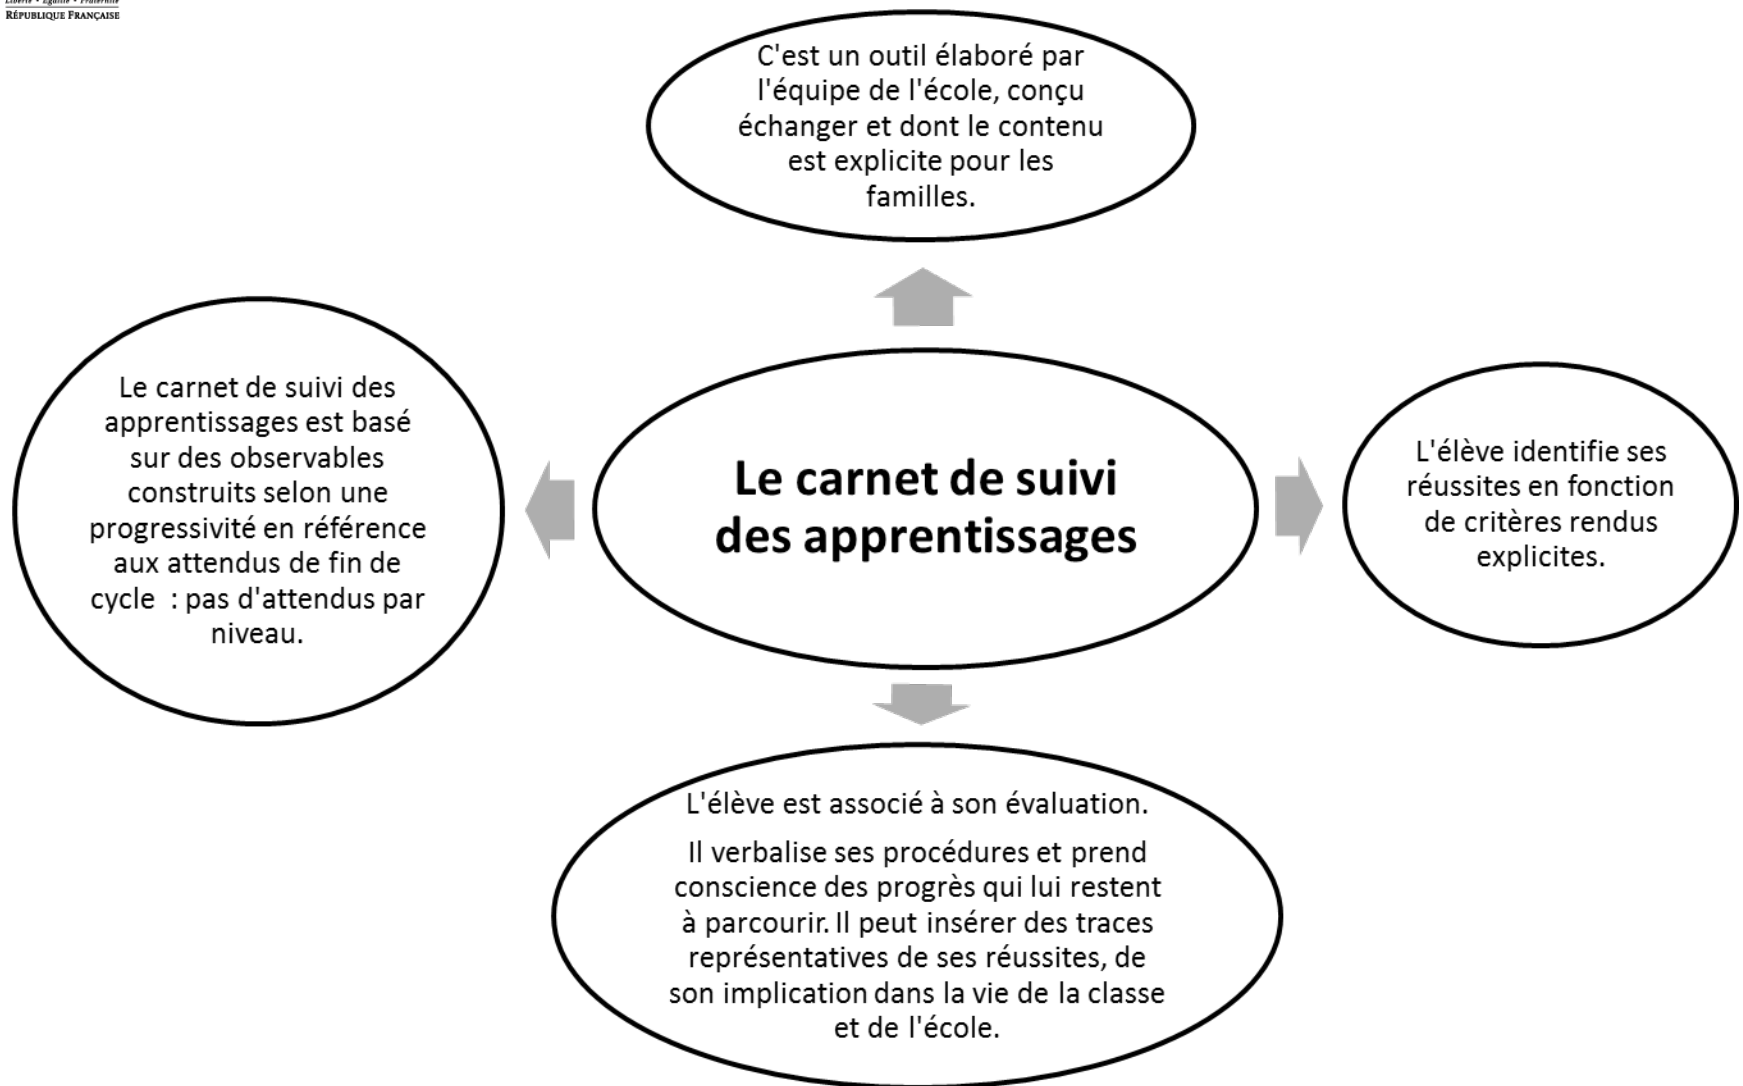 Liberté • Égalité • Fraternité
RÉPUBLIQUE FRANÇAISE
C'est un outil élaboré par
l'équipe de l'école, conçu
échanger et dont le contenu
est explicite pour les
familles.
Le carnet de suivi des
apprentissages est basé
sur des observables
construits selon une
progressivité en référence
aux attendus de fin de
cycle  : pas d'attendus par
niveau.
Le carnet de suivi
des apprentissages
L'élève identifie ses
réussites en fonction
de critères rendus
explicites.
L'élève est associé à son évaluation.
Il verbalise ses procédures et prend
conscience des progrès qui lui restent
à parcourir. Il peut insérer des traces
représentatives de ses réussites, de
son implication dans la vie de la classe
et de l'école.